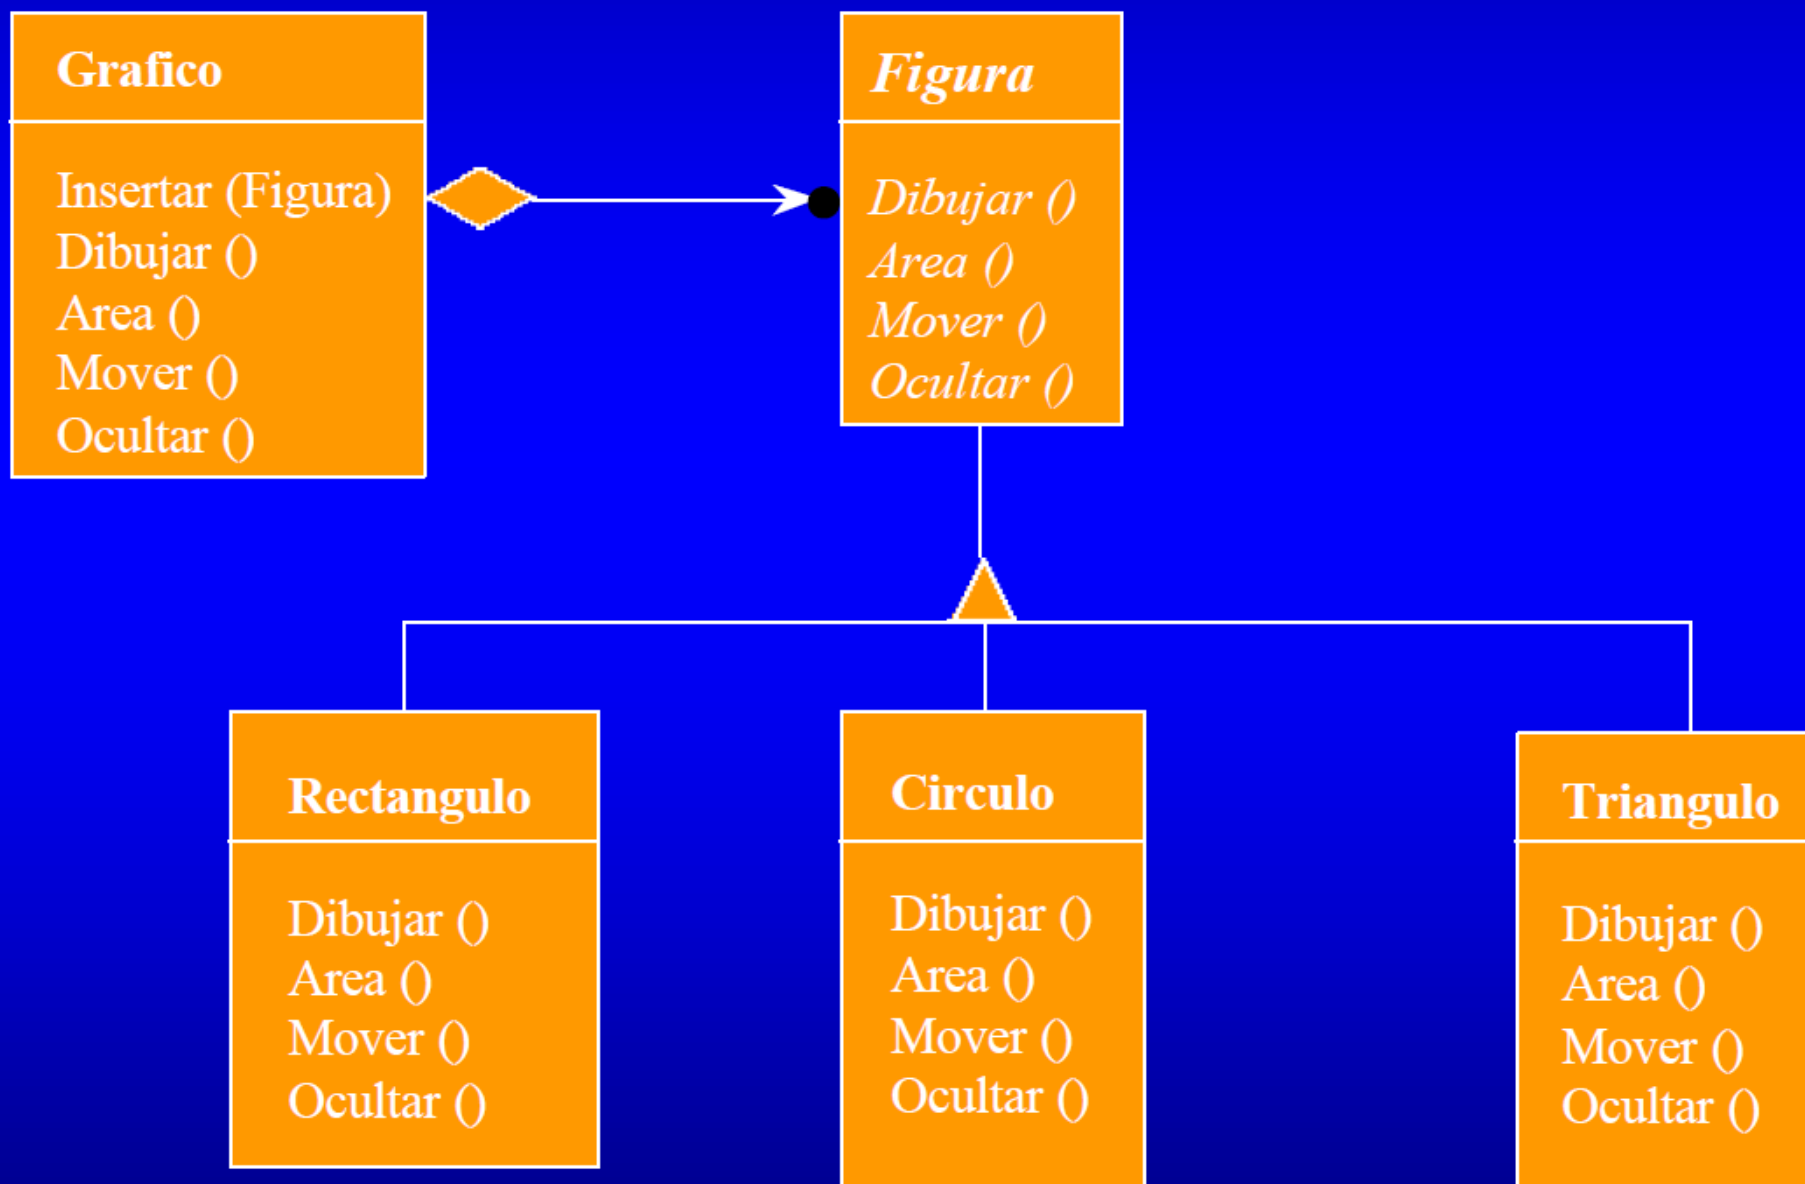 Grafico
Insertar (Figura)
Dibujar ()
Area ()
Mover ()
Ocultar ()
Figura
Dibujar ()
Area ()
Mover ()
Ocultar ()
Rectangulo
Dibujar ()
Area ()
Mover ()
Ocultar ()
Circulo
Dibujar ()
Area ()
Mover ()
Ocultar ()
Triangulo
Dibujar ()
Area ()
Mover ()
Ocultar ()